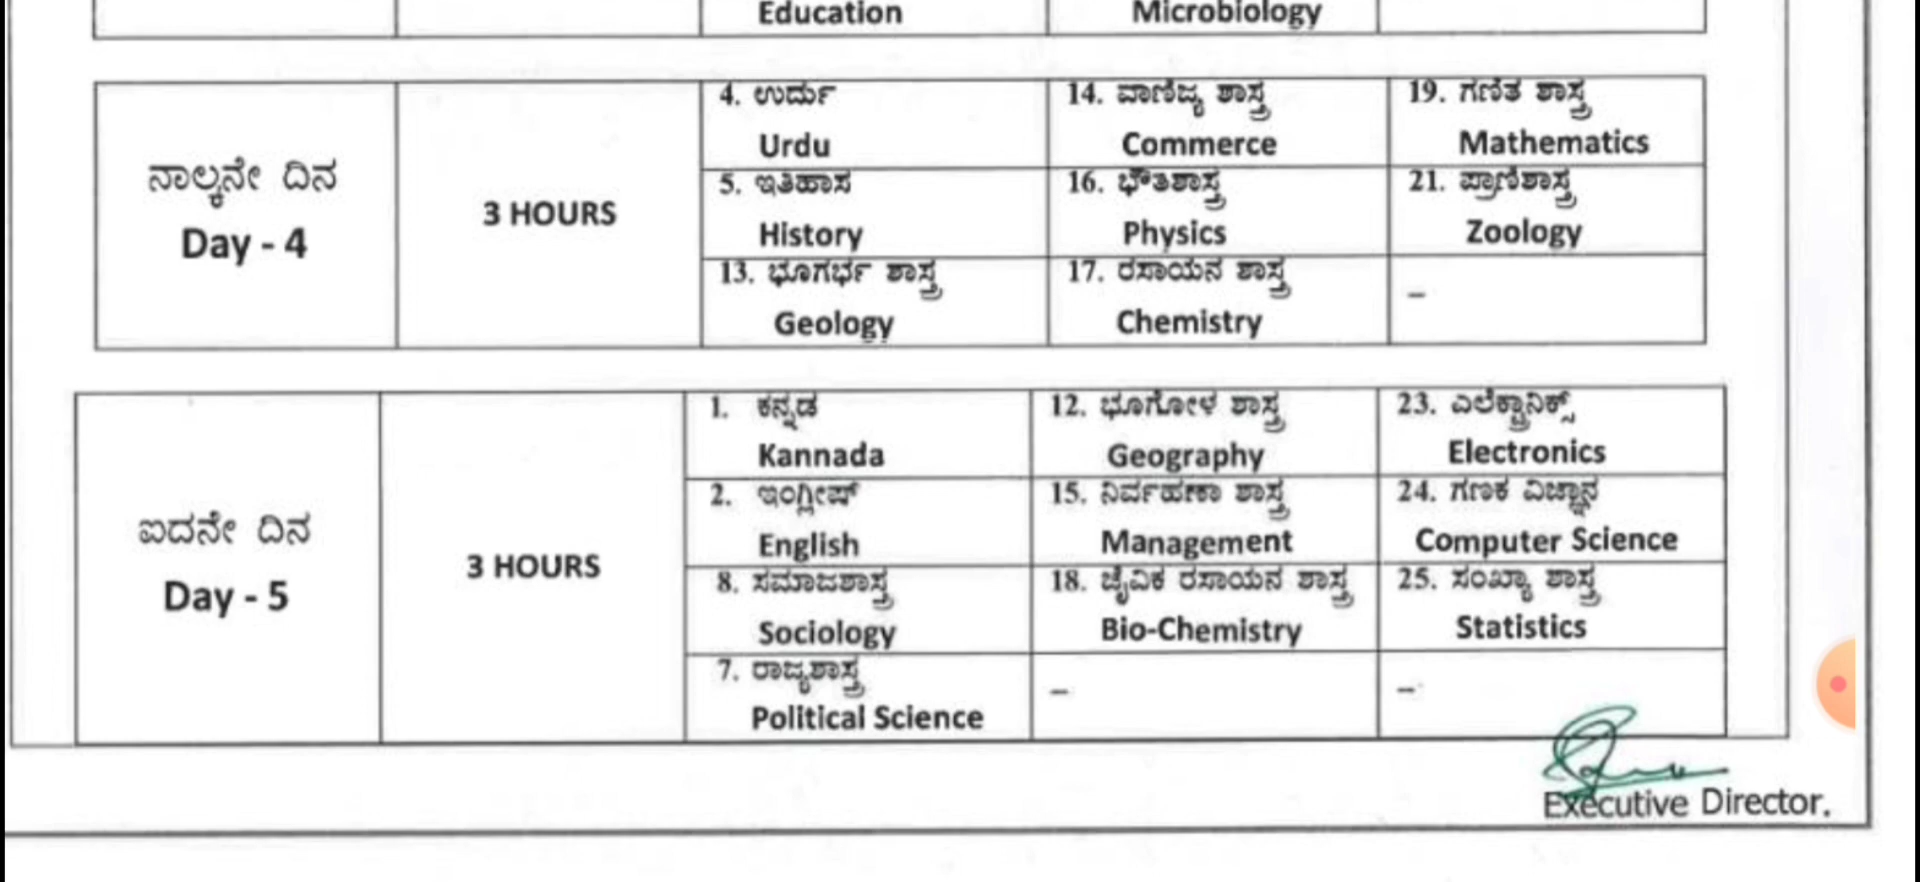 Education
Microbiology
ನಾಲ್ಕನೇ ದಿನ
Day - 4
3 HOURS
4. ಉರ್ದು
Urdu
14. ವಾಣಿಜ್ಯ ಶಾಸ್ತ್ರ
Commerce
19. ಗಣಿತ ಶಾಸ್ತ್ರ
Mathematics
5. ಇತಿಹಾಸ
History
16. ಭೌತಿಶಾಸ್ತ್ರ
Physics
21. ಪ್ರಾಣಿಶಾಸ್ತ್ರ
Zoology
13. ಭೂಗರ್ಭ ಶಾಸ್ತ್ರ
Geology
17. ರಸಾಯನ ಶಾಸ್ತ್ರ
Chemistry
–
ಐದನೇ ದಿನ
Day - 5
3 HOURS
1. ಕನ್ನಡ
Kannada
12. ಭೂಗೋಳ ಶಾಸ್ತ್ರ
Geography
23. ಎಲೆಕ್ಟ್ರಾನಿಕ್ಸ್
Electronics
2. ಇಂಗ್ಲೀಷ್
English
15. ನಿರ್ವಹಣಾ ಶಾಸ್ತ್ರ
Management
24. ಗಣಕ ವಿಜ್ಞಾನ
Computer Science
8. ಸಮಾಜಶಾಸ್ತ್ರ
Sociology
18. ಜೈವಿಕ ರಸಾಯನ ಶಾಸ್ತ್ರ
Bio-Chemistry
25. ಸಂಖ್ಯಾ ಶಾಸ್ತ್ರ
Statistics
7. ರಾಜ್ಯಶಾಸ್ತ್ರ
Political Science
–
–
Executive Director.